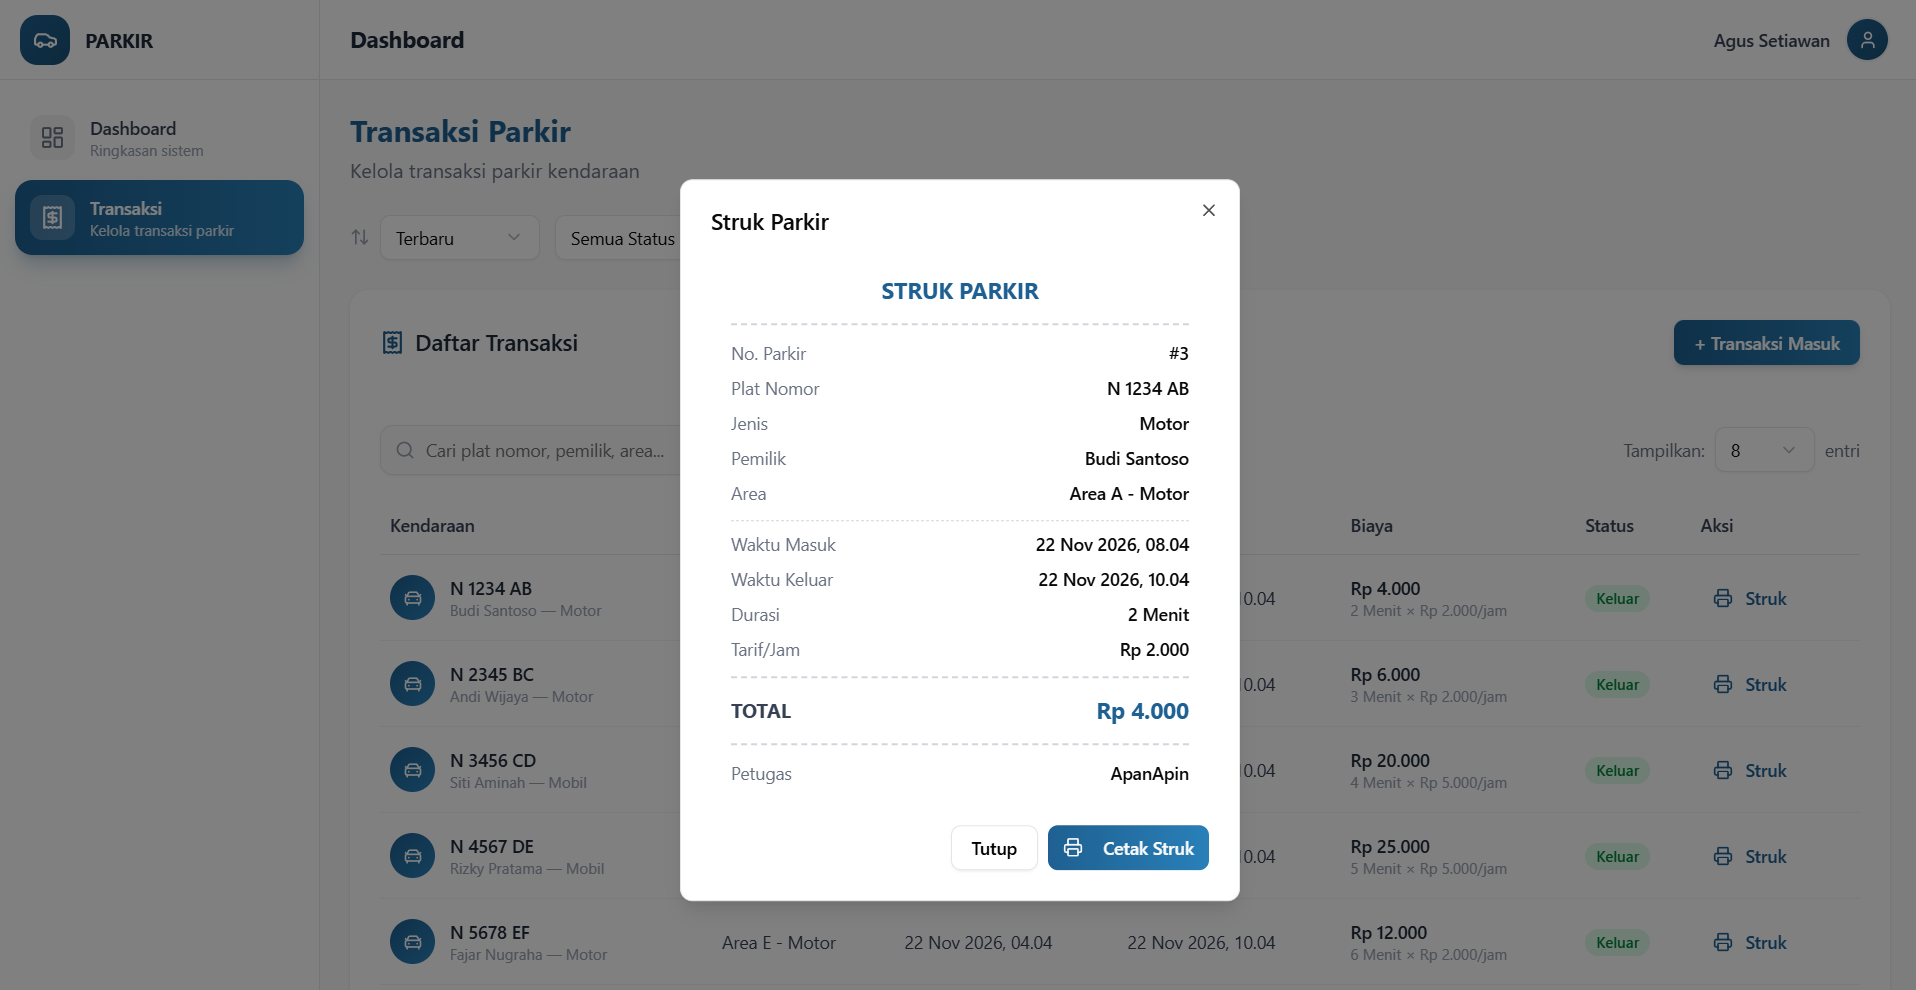 PARKIR
Dashboard
Agus Setiawan
Dashboard
Ringkasan sistem
Transaksi
Kelola transaksi parkir
Transaksi Parkir
Kelola transaksi parkir kendaraan
Terbaru
Semua Status
Daftar Transaksi
+ Transaksi Masuk
Cari plat nomor, pemilik, area...
Tampilkan: 8 entri
Kendaraan Biaya Status Aksi
N 1234 AB
Budi Santoso — Motor
0.04
Rp 4.000
2 Menit × Rp 2.000/jam
Keluar
Struk
N 2345 BC
Andi Wijaya — Motor
0.04
Rp 6.000
3 Menit × Rp 2.000/jam
Keluar
Struk
N 3456 CD
Siti Aminah — Mobil
0.04
Rp 20.000
4 Menit × Rp 5.000/jam
Keluar
Struk
N 4567 DE
Rizky Pratama — Mobil
0.04
Rp 25.000
5 Menit × Rp 5.000/jam
Keluar
Struk
N 5678 EF
Fajar Nugraha — Motor
Area E - Motor
22 Nov 2026, 04.04
22 Nov 2026, 10.04
Rp 12.000
6 Menit × Rp 2.000/jam
Keluar
Struk
Struk Parkir
STRUK PARKIR
No. Parkir #3
Plat Nomor N 1234 AB
Jenis Motor
Pemilik Budi Santoso
Area Area A - Motor
Waktu Masuk 22 Nov 2026, 08.04
Waktu Keluar 22 Nov 2026, 10.04
Durasi 2 Menit
Tarif/Jam Rp 2.000
TOTAL Rp 4.000
Petugas ApanApin
Tutup
Cetak Struk